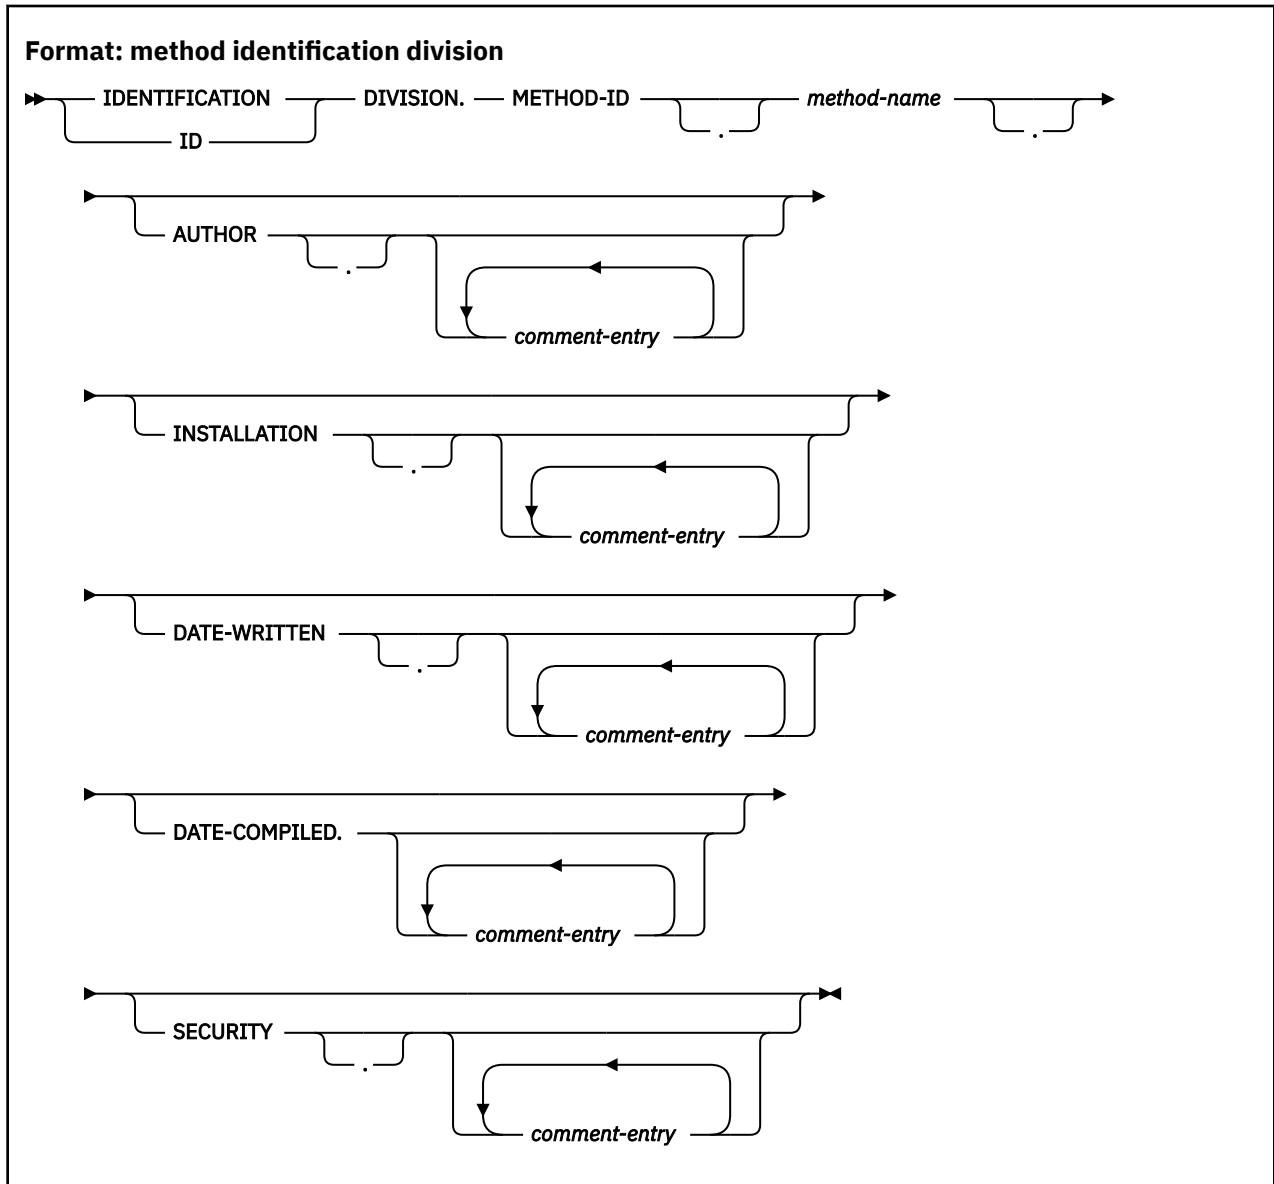 Format: method identification division
IDENTIFICATION DIVISION. METHOD-ID method-name
ID . .
AUTHOR
.
comment-entry
INSTALLATION
.
comment-entry
DATE-WRITTEN
.
comment-entry
DATE-COMPILED.
comment-entry
SECURITY
.
comment-entry